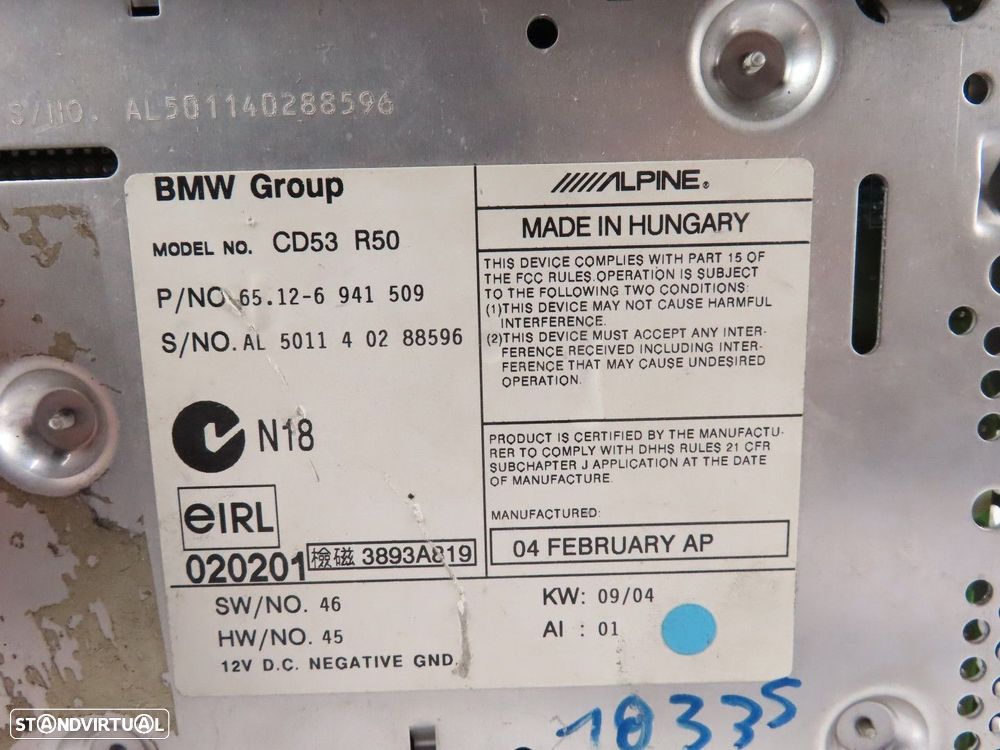 S/NO. AL501140288596
BMW Group
MODEL NO. CD53 R50
P/NO 65.12-6 941 509
S/NO. AL 5011 4 02 88596
N18
eIRL
020201
檢磁 3893A819
SW/NO. 46
HW/NO. 45
12V D.C. NEGATIVE GND.
ALPINE®
MADE IN HUNGARY
THIS DEVICE COMPLIES WITH PART 15 OF
THE FCC RULES. OPERATION IS SUBJECT
TO THE FOLLOWING TWO CONDITIONS:
(1)THIS DEVICE MAY NOT CAUSE HARMFUL
INTERFERENCE.
(2)THIS DEVICE MUST ACCEPT ANY INTER-
FERENCE RECEIVED INCLUDING INTER-
FERENCE THAT MAY CAUSE UNDESIRED
OPERATION.
PRODUCT IS CERTIFIED BY THE MANUFACTU-
RER TO COMPLY WITH DHHS RULES 21 CFR
SUBCHAPTER J APPLICATION AT THE DATE
OF MANUFACTURE.
MANUFACTURED:
04 FEBRUARY AP
KW: 09/04
AI : 01
10335
STANDVIRTUAL